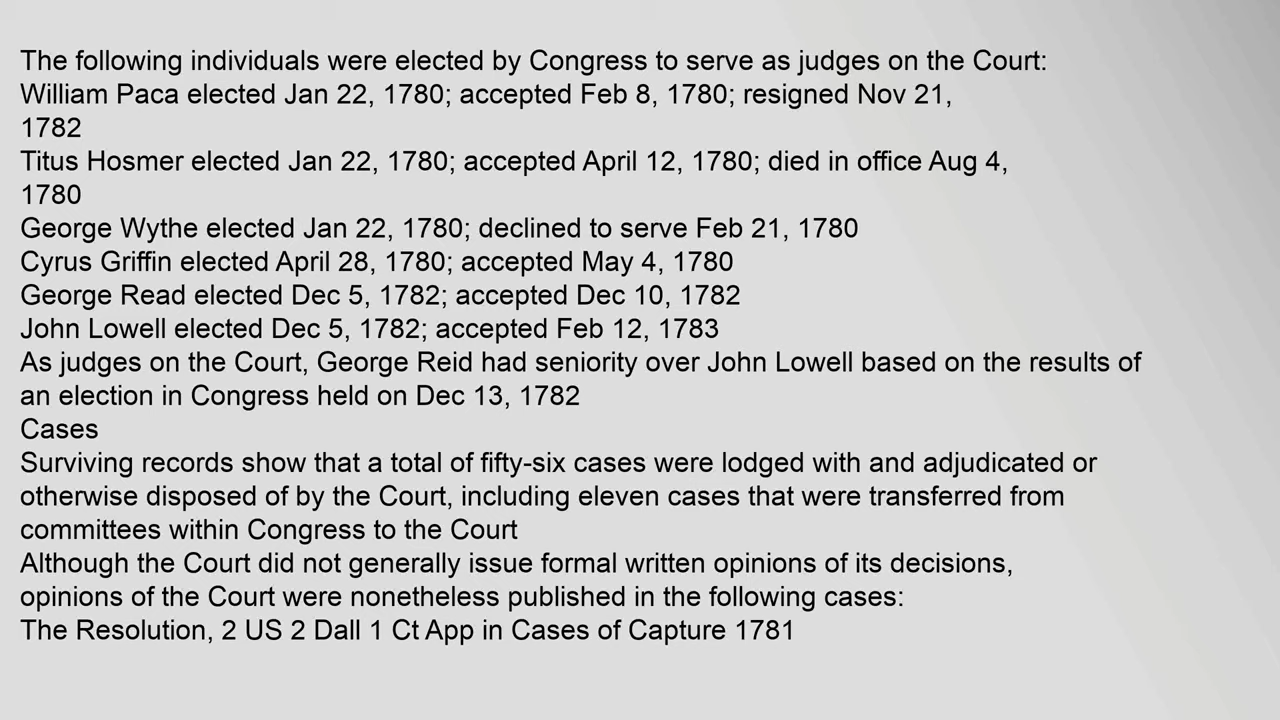 The following individuals were elected by Congress to serve as judges on the Court:
William Paca elected Jan 22, 1780; accepted Feb 8, 1780; resigned Nov 21,
1782
Titus Hosmer elected Jan 22, 1780; accepted April 12, 1780; died in office Aug 4,
1780
George Wythe elected Jan 22, 1780; declined to serve Feb 21, 1780
Cyrus Griffin elected April 28, 1780; accepted May 4, 1780
George Read elected Dec 5, 1782; accepted Dec 10, 1782
John Lowell elected Dec 5, 1782; accepted Feb 12, 1783
As judges on the Court, George Reid had seniority over John Lowell based on the results of
an election in Congress held on Dec 13, 1782
Cases
Surviving records show that a total of fifty-six cases were lodged with and adjudicated or
otherwise disposed of by the Court, including eleven cases that were transferred from
committees within Congress to the Court
Although the Court did not generally issue formal written opinions of its decisions,
opinions of the Court were nonetheless published in the following cases:
The Resolution, 2 US 2 Dall 1 Ct App in Cases of Capture 1781